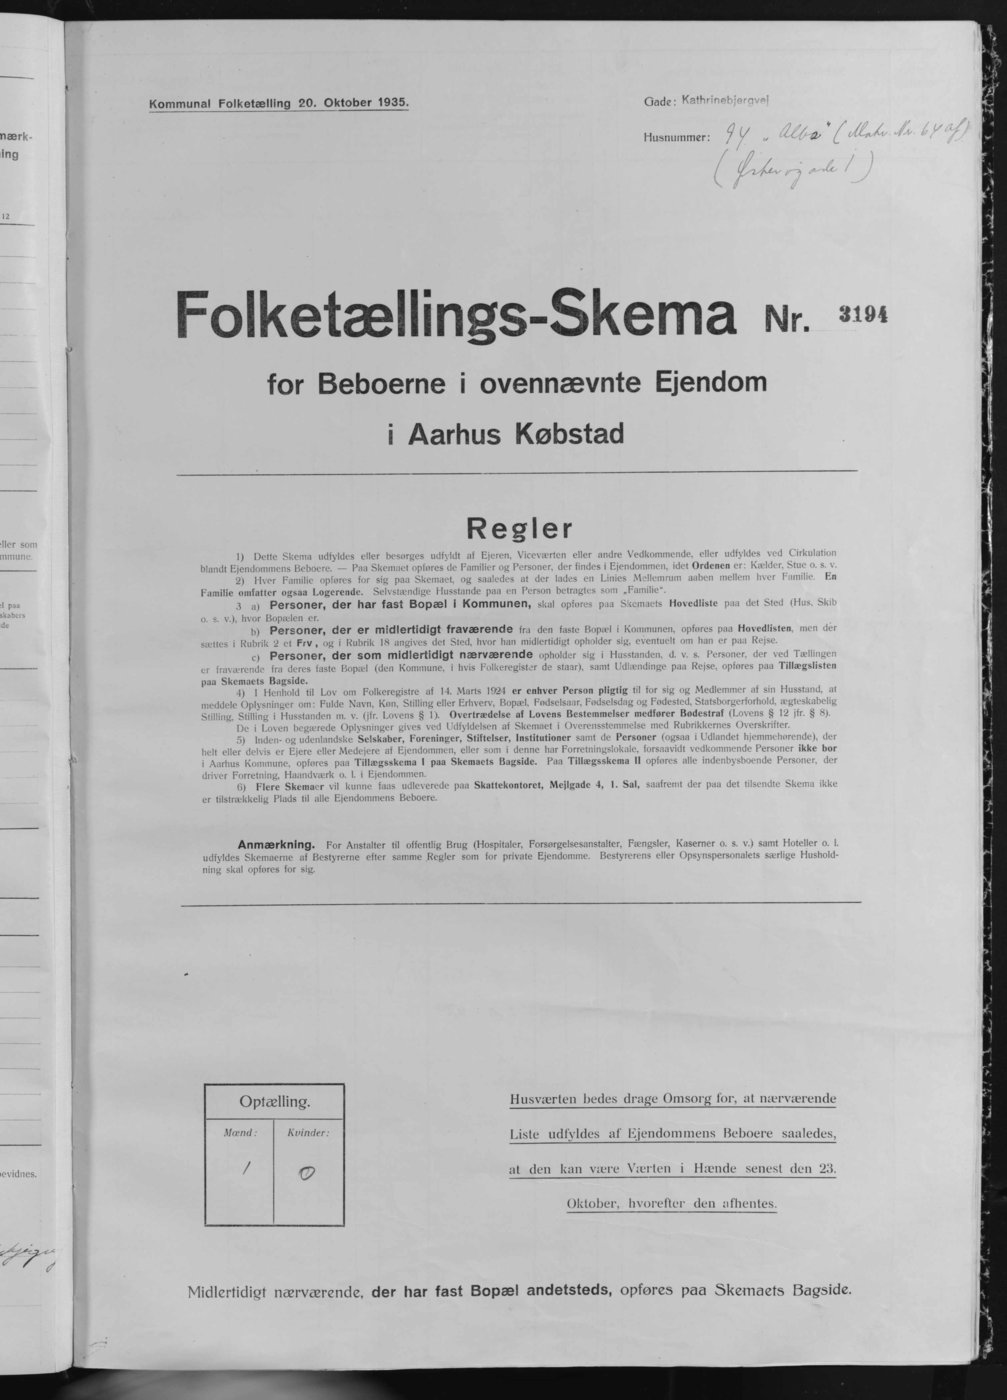 mærk-
ing
12
eller som
mmune.
el paa
skabers
de
bevidnes.
Kommunal Folketælling 20. Oktober 1935.
Gade: Kathrinebjergvej
Husnummer: 94 „Alba" (Matr. Nr. 64 af)
(Østervigade 1)
Folketællings-Skema Nr. 3194
for Beboerne i ovennævnte Ejendom
i Aarhus Købstad
Regler
1) Dette Skema udfyldes eller besørges udfyldt af Ejeren, Viceværten eller andre Vedkommende, eller udfyldes ved Cirkulation
blandt Ejendommens Beboere. — Paa Skemaet opføres de Familier og Personer, der findes i Ejendommen, idet Ordenen er: Kælder, Stue o. s. v.
2) Hver Familie opføres for sig paa Skemaet, og saaledes at der lades en Linies Mellemrum aaben mellem hver Familie. En
Familie omfatter ogsaa Logerende. Selvstændige Husstande paa en Person betragtes som „Familie".
3 a) Personer, der har fast Bopæl i Kommunen, skal opføres paa Skemaets Hovedliste paa det Sted (Hus, Skib
o. s. v.), hvor Bopælen er.
b) Personer, der er midlertidigt fraværende fra den faste Bopæl i Kommunen, opføres paa Hovedlisten, men dér
sættes i Rubrik 2 et Frv., og i Rubrik 18 angives det Sted, hvor han midlertidigt opholder sig, eventuelt om han er paa Rejse.
c) Personer, der som midlertidigt nærværende opholder sig i Husstanden, d. v. s. Personer, der ved Tællingen
er fraværende fra deres faste Bopæl (den Kommune, i hvis Folkeregister de staar), samt Udlændinge paa Rejse, opføres paa Tillægslisten
paa Skemaets Bagside.
4) I Henhold til Lov om Folkeregistre af 14. Marts 1924 er enhver Person pligtig til for sig og Medlemmer af sin Husstand, at
meddele Oplysninger om: Fulde Navn, Køn, Stilling eller Erhverv, Bopæl, Fødselsaar, Fødselsdag og Fødested, Statsborgerforhold, ægteskabelig
Stilling, Stilling i Husstanden m. v. (jfr. Lovens § 1). Overtrædelse af Lovens Bestemmelser medfører Bødestraf (Lovens § 12 jfr. § 8).
De i Loven begærede Oplysninger gives ved Udfyldelsen af Skemaet i Overensstemmelse med Rubrikkernes Overskrifter.
5) Inden- og udenlandske Selskaber, Foreninger, Stiftelser, Institutioner samt de Personer (ogsaa i Udlandet hjemmehørende), der
helt eller delvis er Ejere eller Medejere af Ejendommen, eller som i denne har Forretningslokale, forsaavidt vedkommende Personer ikke bor
i Aarhus Kommune, opføres paa Tillægsskema I paa Skemaets Bagside. Paa Tillægsskema II opføres alle indenbysboende Personer, der
driver Forretning, Haandværk o. l. i Ejendommen.
6) Flere Skemaer vil kunne faas udleverede paa Skattekontoret, Mejlgade 4, 1. Sal, saafremt der paa det tilsendte Skema ikke
er tilstrækkelig Plads til alle Ejendommens Beboere.
Anmærkning. For Anstalter til offentlig Brug (Hospitaler, Forsørgelsesanstalter, Fængsler, Kaserner o. s. v.) samt Hoteller o. l.
udfyldes Skemaerne af Bestyrerne efter samme Regler som for private Ejendomme. Bestyrerens eller Opsynspersonalets særlige Hushold-
ning skal opføres for sig.
Optælling.
Mænd: Kvinder:
1 0
Husværten bedes drage Omsorg for, at nærværende
Liste udfyldes af Ejendommens Beboere saaledes,
at den kan være Værten i Hænde senest den 23.
Oktober, hvorefter den afhentes.
Midlertidigt nærværende, der har fast Bopæl andetsteds, opføres paa Skemaets Bagside.